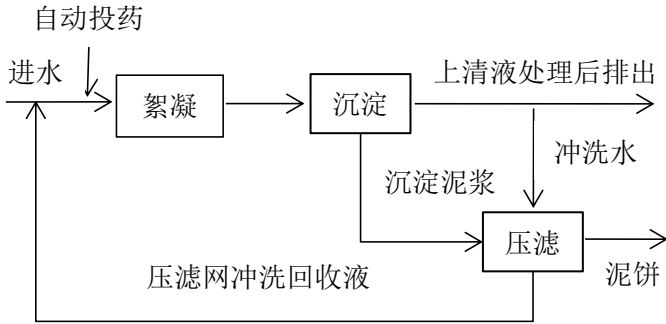 自动投药
进水
上清液处理后排出
絮凝
沉淀
冲洗水
沉淀泥浆
压滤
压滤网冲洗回收液
泥饼